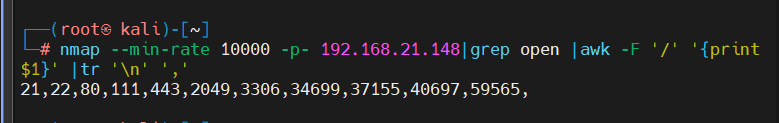 ┌──(root㉿kali)-[~]
└─# nmap --min-rate 10000 -p- 192.168.21.148|grep open |awk -F '/' '{print
$1}' |tr '\n' ','
21,22,80,111,443,2049,3306,34699,37155,40697,59565,